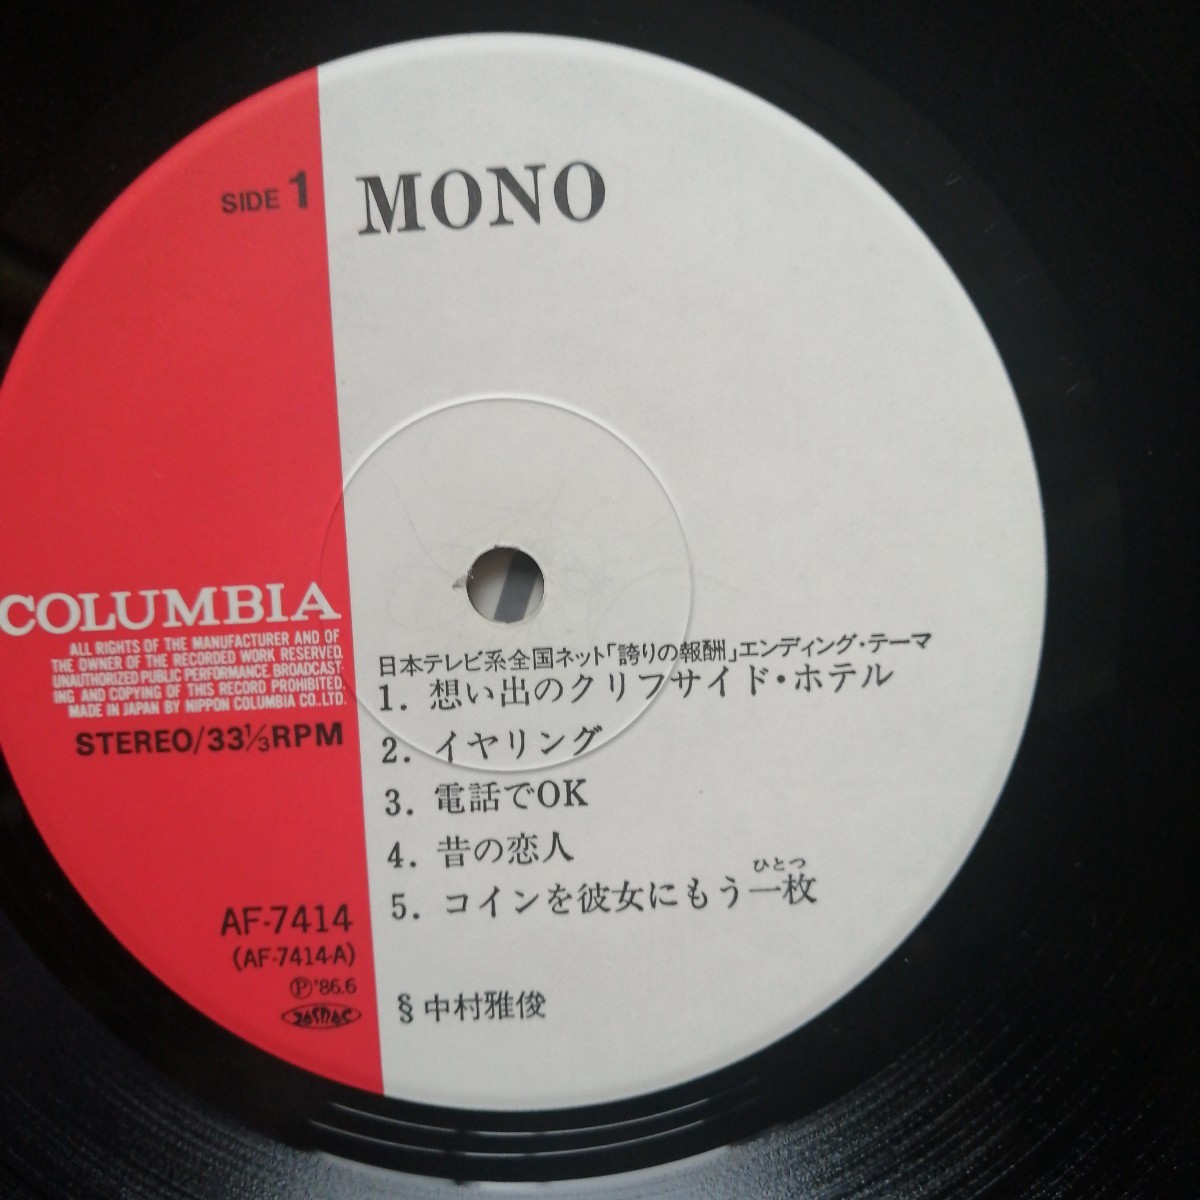 SIDE 1
MONO
COLUMBIA
ALL RIGHTS OF THE MANUFACTURER AND OF
THE OWNER OF THE RECORDED WORK RESERVED.
UNAUTHORIZED PUBLIC PERFORMANCE. BROADCAST-
ING AND COPYING OF THIS RECORD PROHIBITED.
MADE IN JAPAN BY NIPPON COLUMBIA CO.,LTD.
STEREO/33⅓RPM
日本テレビ系全国ネット「誇りの報酬」エンディング・テーマ
1. 想い出のクリフサイド・ホテル
2. イヤリング
3. 電話でOK
4. 昔の恋人
ひとつ
5. コインを彼女にもう一枚
AF-7414
(AF-7414-A)
Ⓟ'86.6
§中村雅俊